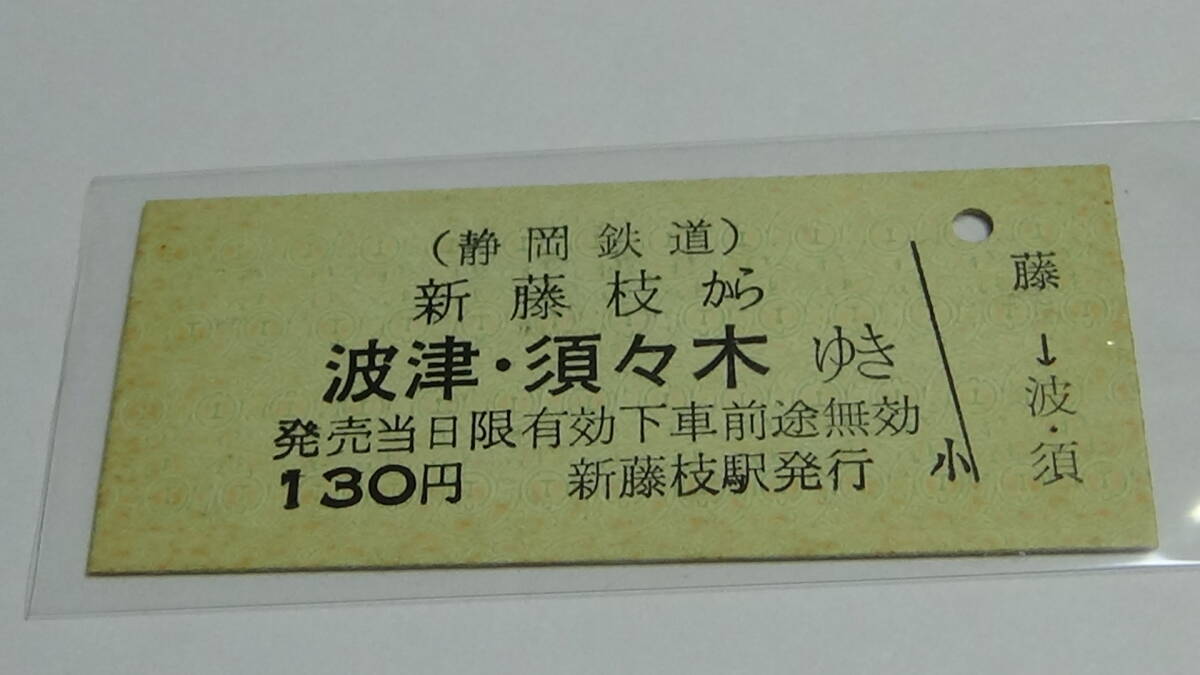 （静岡鉄道）
新藤枝から
波津・須々木ゆき
発売当日限有効下車前途無効
130円 新藤枝駅発行
小
藤
↓
波・須